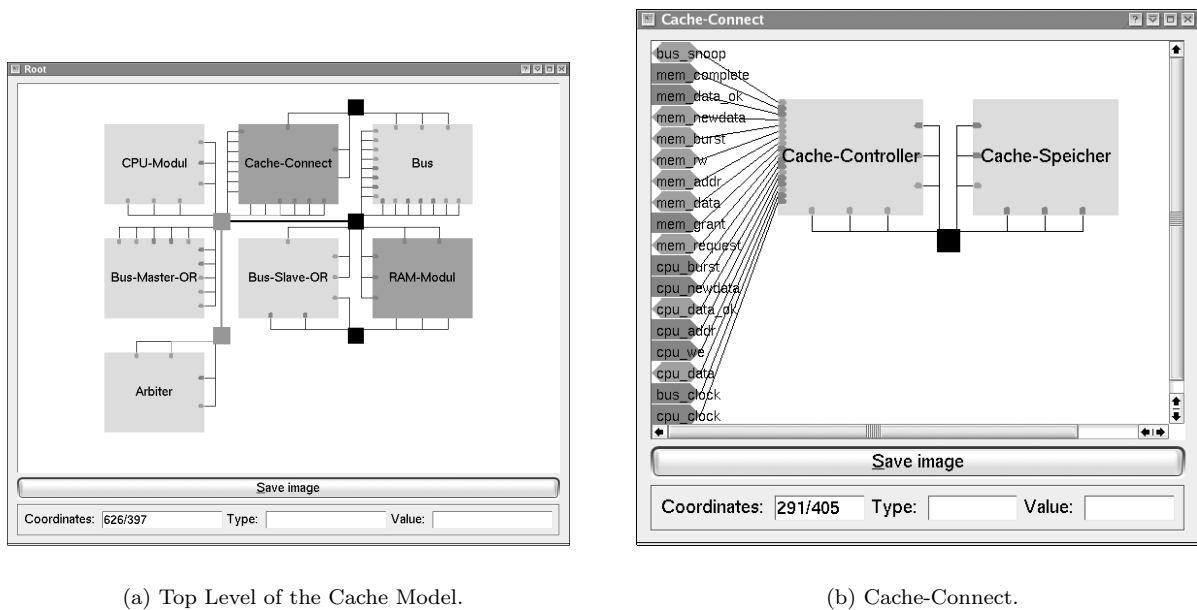 Root
CPU-Modul
Cache-Connect
Bus
Bus-Master-OR
Bus-Slave-OR
RAM-Modul
Arbiter
Save image
Coordinates: 626/397 Type: Value:
(a) Top Level of the Cache Model.
Cache-Connect
bus_snoop
mem_complete
mem_data_ok
mem_newdata
mem_burst
mem_rw
mem_addr
mem_data
mem_grant
mem_request
cpu_burst
cpu_newdata
cpu_data_ok
cpu_addr
cpu_we
cpu_data
bus_clock
cpu_clock
Cache-Controller
Cache-Speicher
Save image
Coordinates: 291/405 Type: Value:
(b) Cache-Connect.